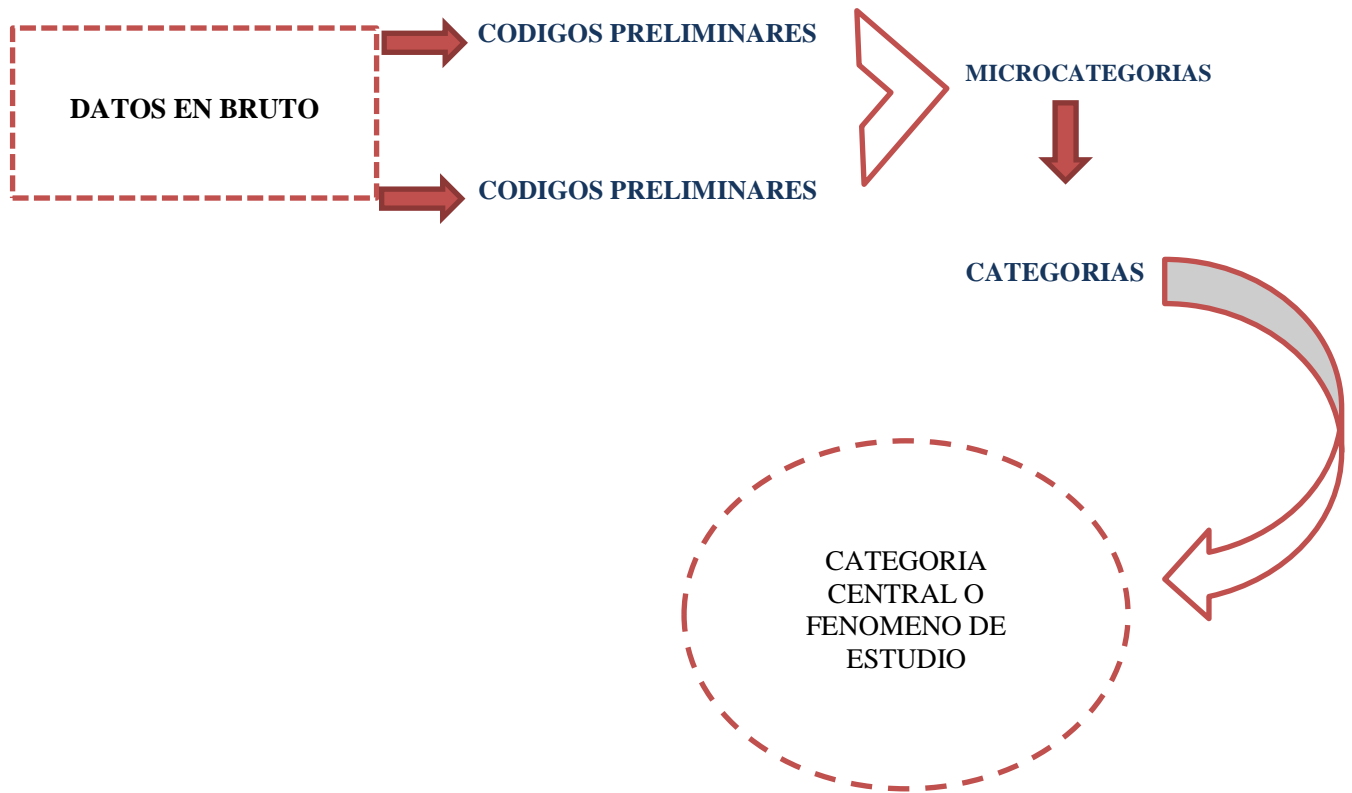 CODIGOS PRELIMINARES
DATOS EN BRUTO
MICROCATEGORIAS
CODIGOS PRELIMINARES
CATEGORIAS
CATEGORIA
CENTRAL O
FENOMENO DE
ESTUDIO